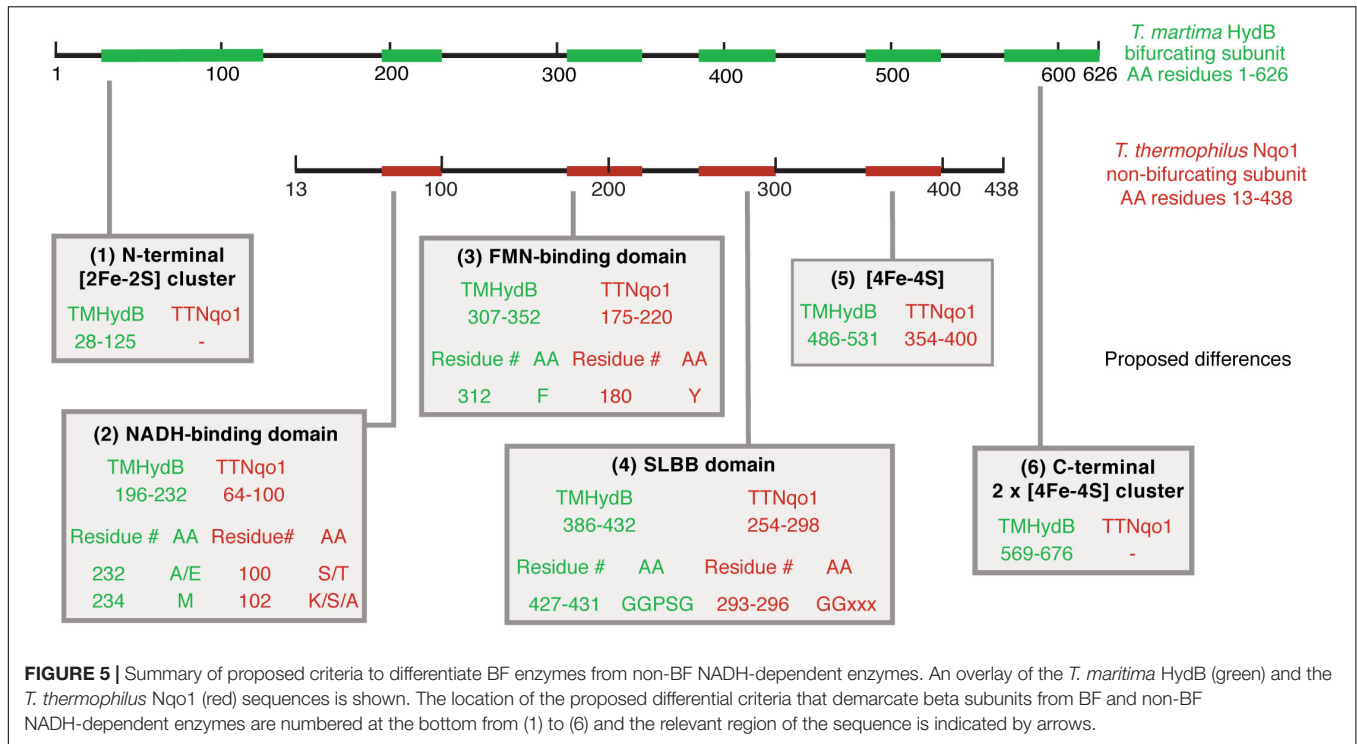 T. martima HydB
bifurcating subunit
AA residues 1-626
1 100 200 300 400 500 600 626
T. thermophilus Nqo1
non-bifurcating subunit
AA residues 13-438
13 100 200 300 400 438
(1) N-terminal
[2Fe-2S] cluster
TMHydB TTNqo1
28-125 -
(2) NADH-binding domain
TMHydB TTNqo1
196-232 64-100
Residue # AA Residue# AA
232 A/E 100 S/T
234 M 102 K/S/A
(3) FMN-binding domain
TMHydB TTNqo1
307-352 175-220
Residue # AA Residue # AA
312 F 180 Y
(4) SLBB domain
TMHydB TTNqo1
386-432 254-298
Residue # AA Residue # AA
427-431 GGPSG 293-296 GGxxx
(5) [4Fe-4S]
TMHydB TTNqo1
486-531 354-400
Proposed differences
(6) C-terminal
2 x [4Fe-4S] cluster
TMHydB TTNqo1
569-676 -
FIGURE 5 | Summary of proposed criteria to differentiate BF enzymes from non-BF NADH-dependent enzymes. An overlay of the T. maritima HydB (green) and the
T. thermophilus Nqo1 (red) sequences is shown. The location of the proposed differential criteria that demarcate beta subunits from BF and non-BF
NADH-dependent enzymes are numbered at the bottom from (1) to (6) and the relevant region of the sequence is indicated by arrows.